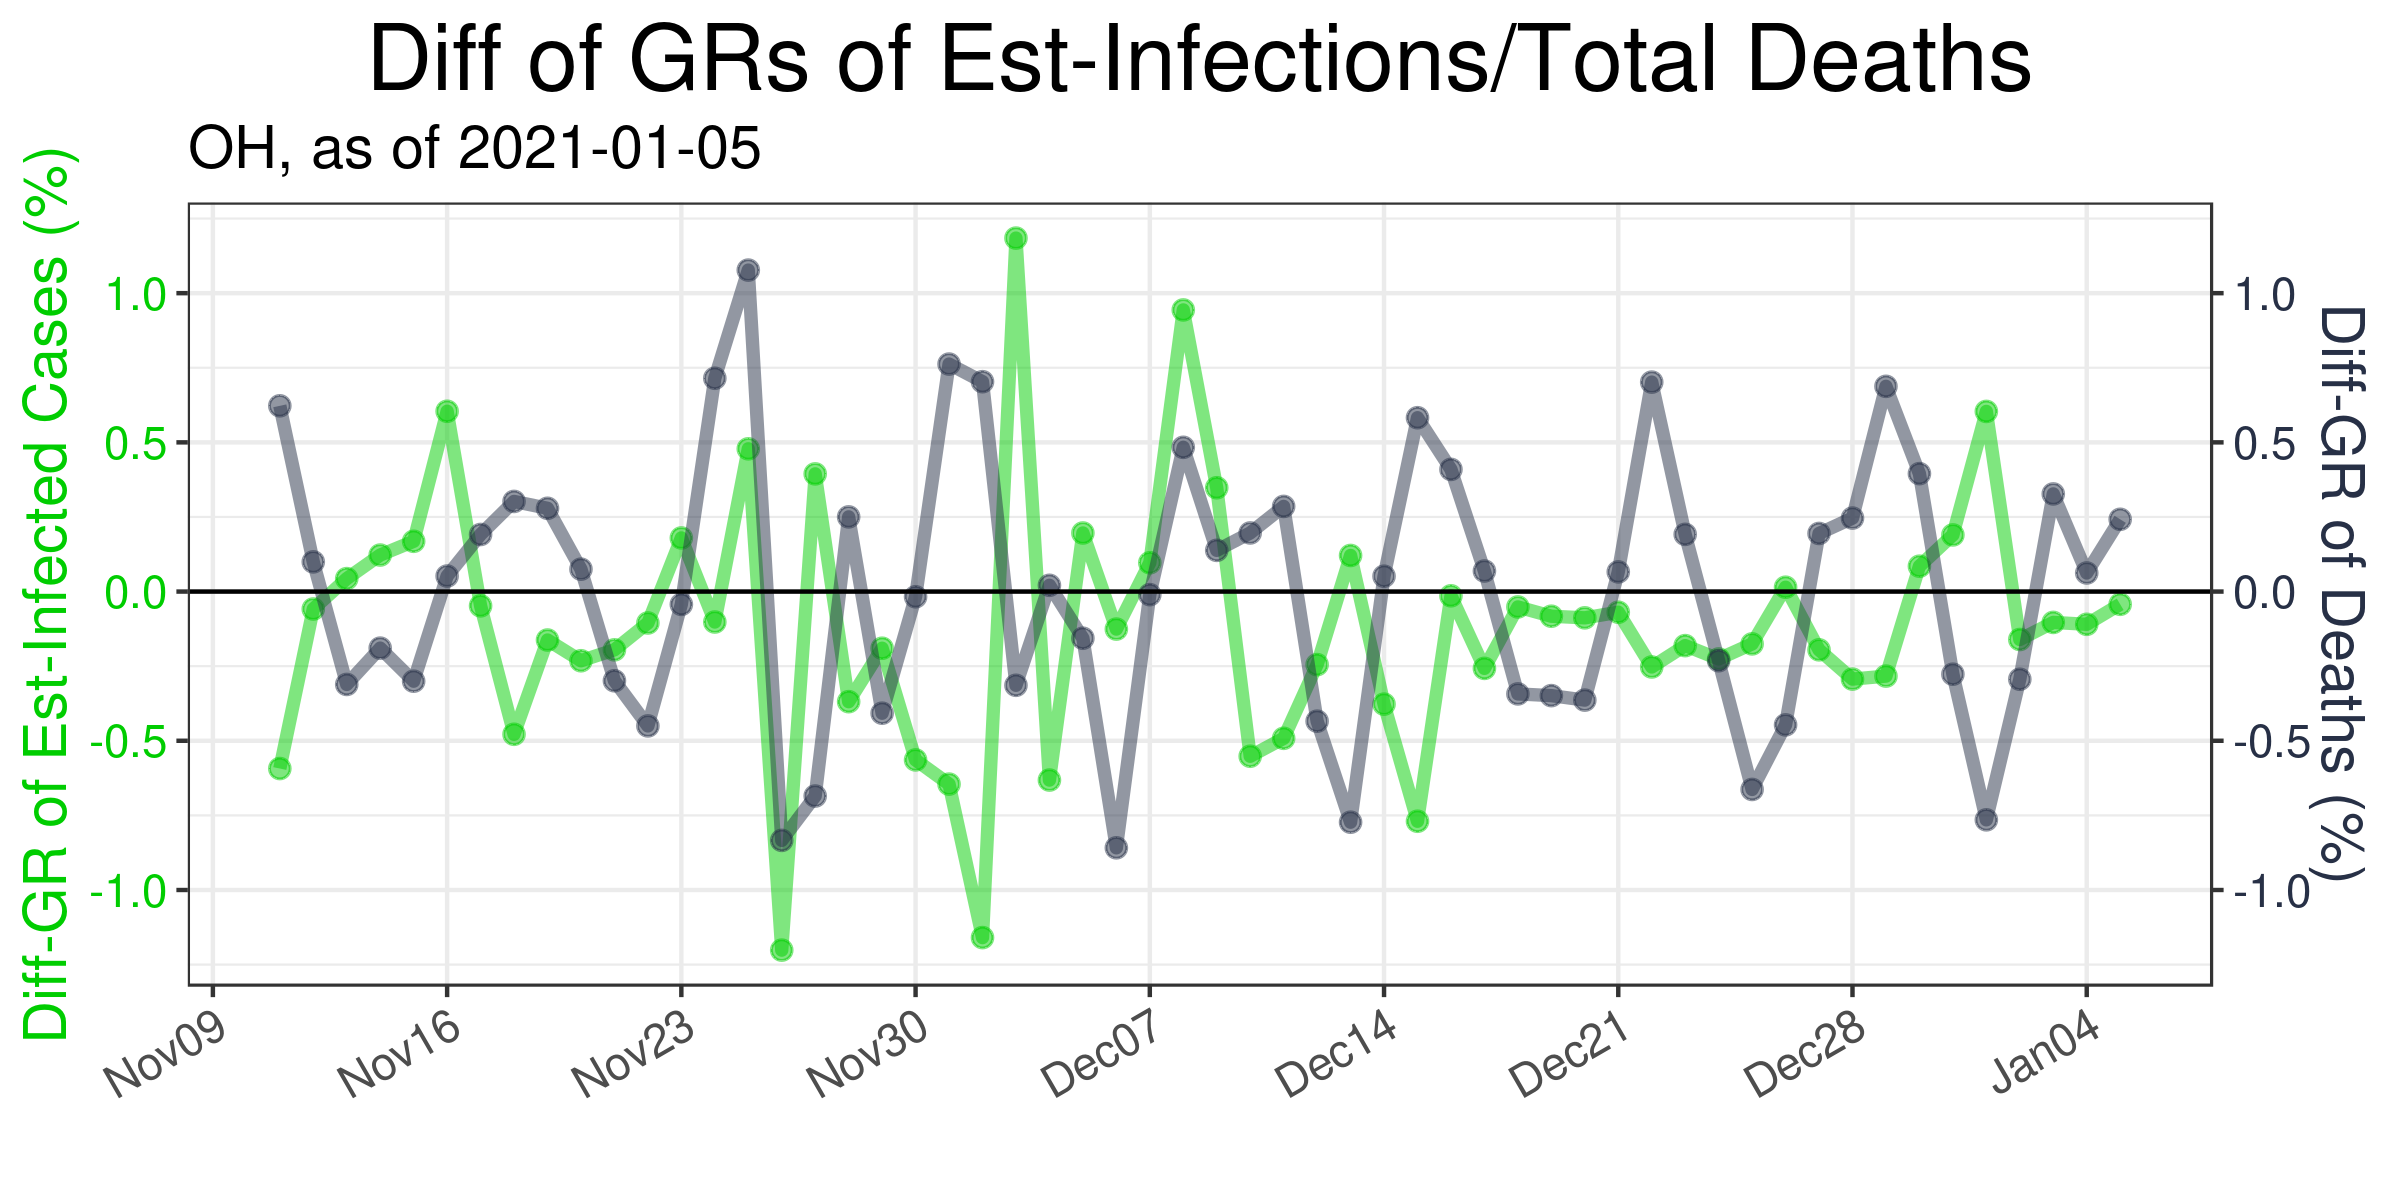 Diff of GRs of Est-Infections/Total Deaths
OH, as of 2021-01-05
Diff-GR of Est-Infected Cases (%)
1.0
0.5
0.0
-0.5
-1.0
1.0
0.5
0.0
-0.5
-1.0
Diff-GR of Deaths (%)
Nov09 Nov16 Nov23 Nov30 Dec07 Dec14 Dec21 Dec28 Jan04